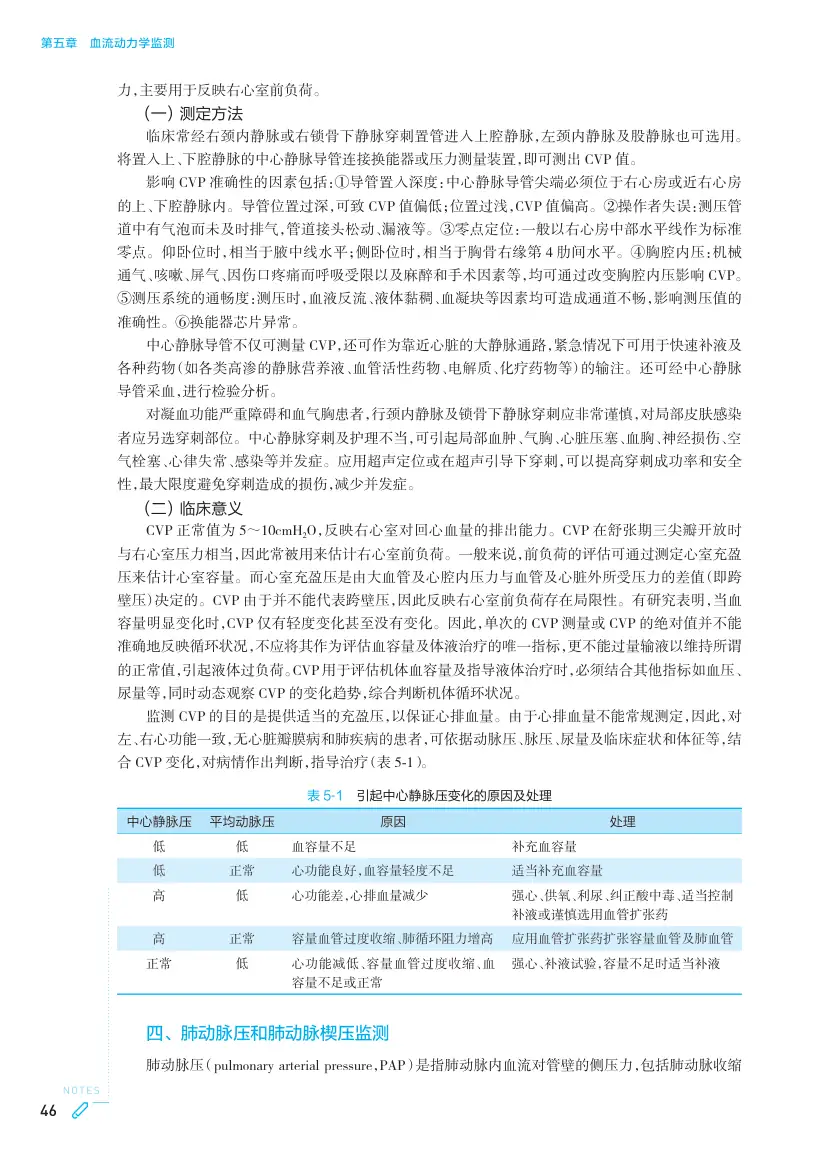 第五章　血流动力学监测
力,主要用于反映右心室前负荷。
（一）测定方法
临床常经右颈内静脉或右锁骨下静脉穿刺置管进入上腔静脉,左颈内静脉及股静脉也可选用。
将置入上、下腔静脉的中心静脉导管连接换能器或压力测量装置,即可测出 CVP 值。
影响 CVP 准确性的因素包括:①导管置入深度:中心静脉导管尖端必须位于右心房或近右心房
的上、下腔静脉内。导管位置过深,可致 CVP 值偏低;位置过浅,CVP 值偏高。②操作者失误:测压管
道中有气泡而未及时排气,管道接头松动、漏液等。③零点定位:一般以右心房中部水平线作为标准
零点。仰卧位时,相当于腋中线水平;侧卧位时,相当于胸骨右缘第 4 肋间水平。④胸腔内压:机械
通气、咳嗽、屏气、因伤口疼痛而呼吸受限以及麻醉和手术因素等,均可通过改变胸腔内压影响 CVP。
⑤测压系统的通畅度:测压时,血液反流、液体黏稠、血凝块等因素均可造成通道不畅,影响测压值的
准确性。⑥换能器芯片异常。
中心静脉导管不仅可测量 CVP,还可作为靠近心脏的大静脉通路,紧急情况下可用于快速补液及
各种药物（如各类高渗的静脉营养液、血管活性药物、电解质、化疗药物等）的输注。还可经中心静脉
导管采血,进行检验分析。
对凝血功能严重障碍和血气胸患者,行颈内静脉及锁骨下静脉穿刺应非常谨慎,对局部皮肤感染
者应另选穿刺部位。中心静脉穿刺及护理不当,可引起局部血肿、气胸、心脏压塞、血胸、神经损伤、空
气栓塞、心律失常、感染等并发症。应用超声定位或在超声引导下穿刺,可以提高穿刺成功率和安全
性,最大限度避免穿刺造成的损伤,减少并发症。
（二）临床意义
CVP 正常值为 5～10cmH₂O,反映右心室对回心血量的排出能力。CVP 在舒张期三尖瓣开放时
与右心室压力相当,因此常被用来估计右心室前负荷。一般来说,前负荷的评估可通过测定心室充盈
压来估计心室容量。而心室充盈压是由大血管及心腔内压力与血管及心脏外所受压力的差值（即跨
壁压）决定的。CVP 由于并不能代表跨壁压,因此反映右心室前负荷存在局限性。有研究表明,当血
容量明显变化时,CVP 仅有轻度变化甚至没有变化。因此,单次的 CVP 测量或 CVP 的绝对值并不能
准确地反映循环状况,不应将其作为评估血容量及体液治疗的唯一指标,更不能过量输液以维持所谓
的正常值,引起液体过负荷。CVP 用于评估机体血容量及指导液体治疗时,必须结合其他指标如血压、
尿量等,同时动态观察 CVP 的变化趋势,综合判断机体循环状况。
监测 CVP 的目的是提供适当的充盈压,以保证心排血量。由于心排血量不能常规测定,因此,对
左、右心功能一致,无心脏瓣膜病和肺疾病的患者,可依据动脉压、脉压、尿量及临床症状和体征等,结
合 CVP 变化,对病情作出判断,指导治疗（表 5-1）。
表 5-1　引起中心静脉压变化的原因及处理
中心静脉压　平均动脉压　原因　处理
低　低　血容量不足　补充血容量
低　正常　心功能良好,血容量轻度不足　适当补充血容量
高　低　心功能差,心排血量减少　强心、供氧、利尿、纠正酸中毒、适当控制
补液或谨慎选用血管扩张药
高　正常　容量血管过度收缩、肺循环阻力增高　应用血管扩张药扩张容量血管及肺血管
正常　低　心功能减低、容量血管过度收缩、血　强心、补液试验,容量不足时适当补液
容量不足或正常
四、肺动脉压和肺动脉楔压监测
肺动脉压（pulmonary arterial pressure,PAP）是指肺动脉内血流对管壁的侧压力,包括肺动脉收缩
NOTES
46